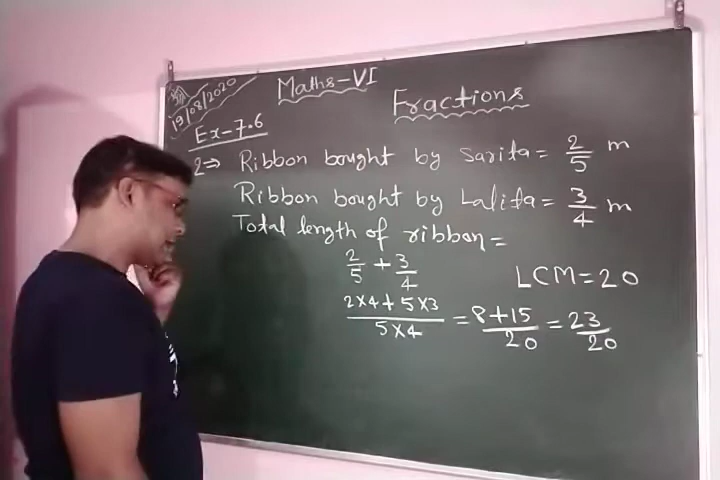 Maths-VI
19/08/2020
Fractions
Ex-7.6
2⇒ Ribbon bought by Sarita = 2/5 m
Ribbon bought by Lalita = 3/4 m
Total length of ribbon =
2/5 + 3/4
LCM=20
2×4+5×3/5×4 = 8+15/20 = 23/20